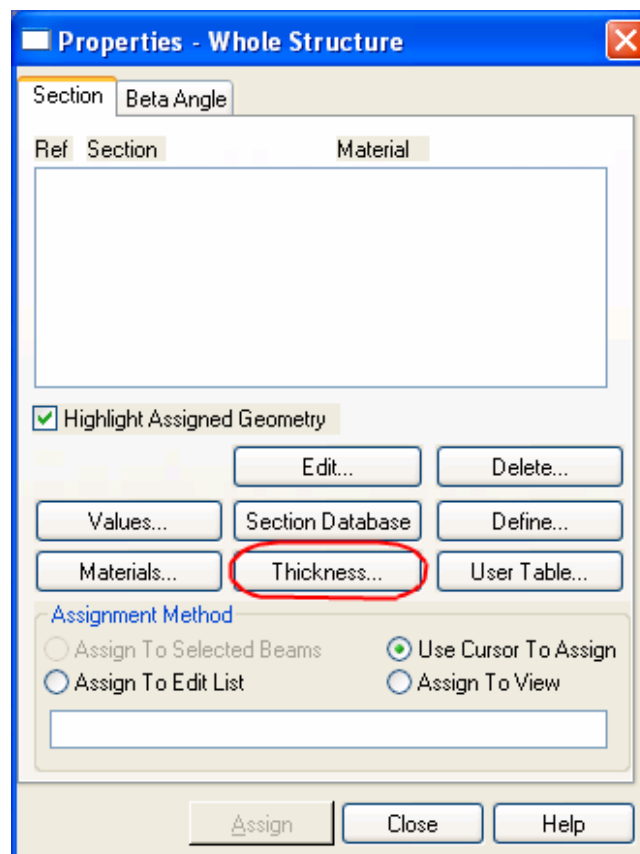 Properties - Whole Structure
Section Beta Angle
Ref Section Material
Highlight Assigned Geometry
Edit... Delete...
Values... Section Database Define...
Materials... Thickness... User Table...
Assignment Method
Assign To Selected Beams Use Cursor To Assign
Assign To Edit List Assign To View
Assign Close Help